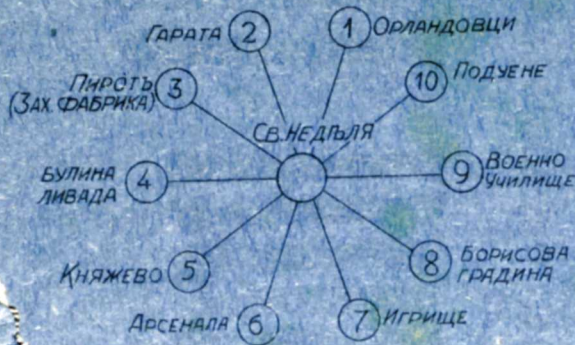 ГАРАТА 2
1 ОРЛАНДОВЦИ
ПИРОТЪ
(ЗАХ. ФАБРИКА) 3
10 ПОДУЕНЕ
СВ. НЕДѢЛЯ
БУЛИНА
ЛИВАДА 4
9 ВОЕННО
УЧИЛИЩЕ
КНЯЖЕВО 5
8 БОРИСОВА
ГРАДИНА
АРСЕНАЛА 6
7 ИГРИЩЕ